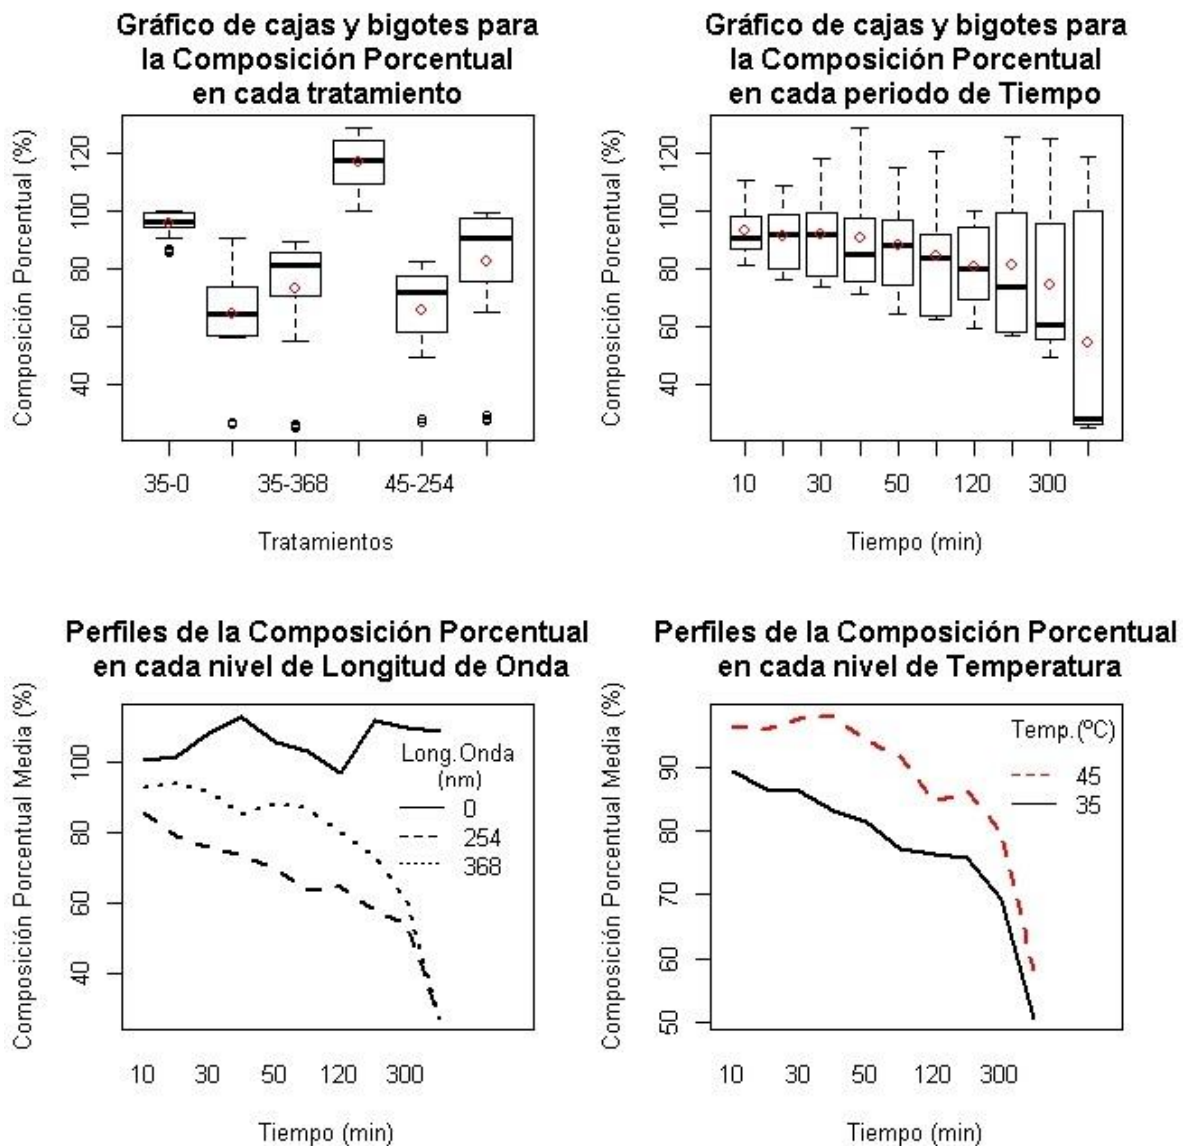 Gráfico de cajas y bigotes para
la Composición Porcentual
en cada tratamiento
Composición Porcentual (%)
120
100
80
60
40
35-0
35-368
45-254
Tratamientos
Gráfico de cajas y bigotes para
la Composición Porcentual
en cada periodo de Tiempo
Composición Porcentual (%)
120
100
80
60
40
10
30
50
120
300
Tiempo (min)
Perfiles de la Composición Porcentual
en cada nivel de Longitud de Onda
Composición Porcentual Media (%)
100
80
60
40
Long.Onda
(nm)
0
254
368
10
30
50
120
300
Tiempo (min)
Perfiles de la Composición Porcentual
en cada nivel de Temperatura
Composición Porcentual Media (%)
90
80
70
60
50
Temp.(ºC)
45
35
10
30
50
120
300
Tiempo (min)